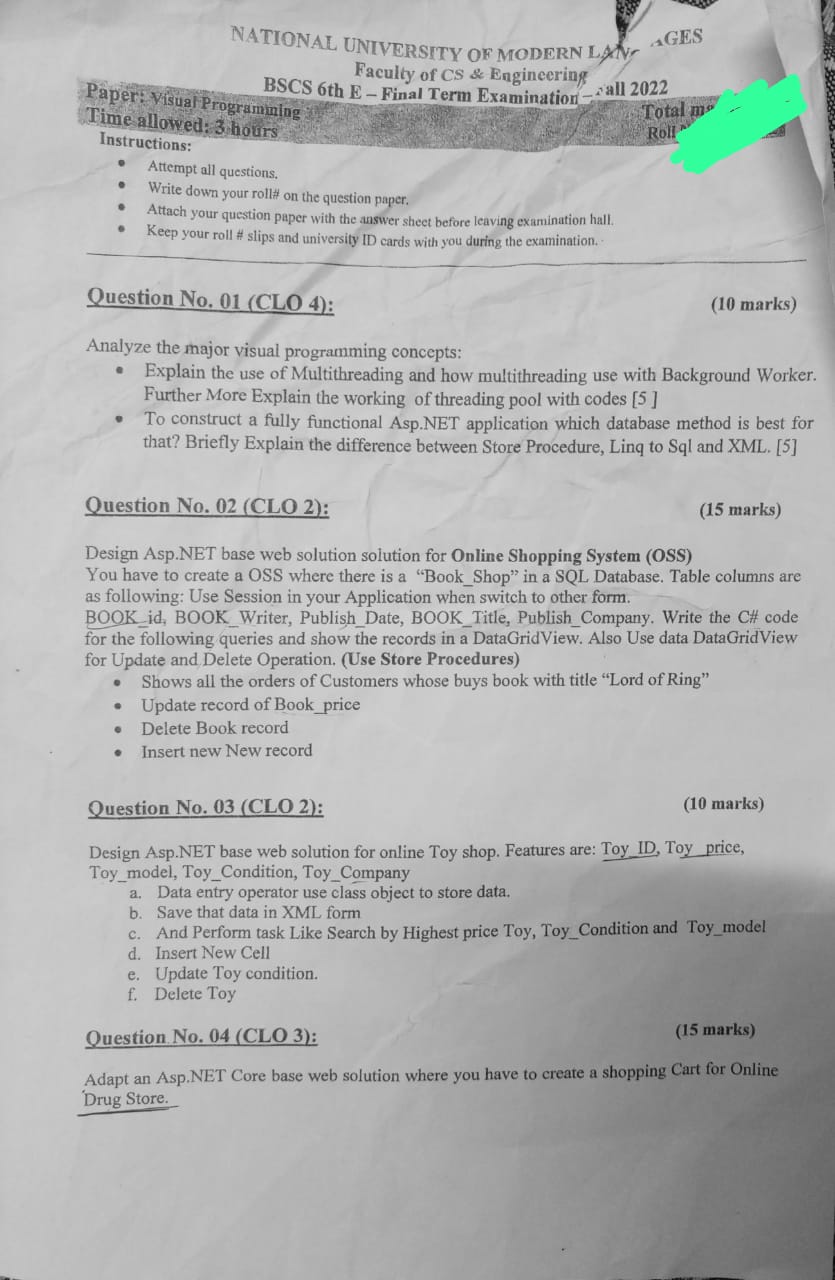 NATIONAL UNIVERSITY OF MODERN LAN AGES
Faculty of CS & Engineering
BSCS 6th E – Final Term Examination – all 2022
Paper: Visual Programming Total
Time allowed: 3 hours Roll
Instructions:
• Attempt all questions.
• Write down your roll# on the question paper.
• Attach your question paper with the answer sheet before leaving examination hall.
• Keep your roll # slips and university ID cards with you during the examination.
Question No. 01 (CLO 4): (10 marks)
Analyze the major visual programming concepts:
• Explain the use of Multithreading and how multithreading use with Background Worker.
Further More Explain the working of threading pool with codes [5 ]
• To construct a fully functional Asp.NET application which database method is best for
that? Briefly Explain the difference between Store Procedure, Linq to Sql and XML. [5]
Question No. 02 (CLO 2): (15 marks)
Design Asp.NET base web solution solution for Online Shopping System (OSS)
You have to create a OSS where there is a “Book_Shop” in a SQL Database. Table columns are
as following: Use Session in your Application when switch to other form.
BOOK_id, BOOK_Writer, Publish_Date, BOOK_Title, Publish_Company. Write the C# code
for the following queries and show the records in a DataGridView. Also Use data DataGridView
for Update and Delete Operation. (Use Store Procedures)
• Shows all the orders of Customers whose buys book with title “Lord of Ring”
• Update record of Book_price
• Delete Book record
• Insert new New record
Question No. 03 (CLO 2): (10 marks)
Design Asp.NET base web solution for online Toy shop. Features are: Toy_ID, Toy_price,
Toy_model, Toy_Condition, Toy_Company
a. Data entry operator use class object to store data.
b. Save that data in XML form
c. And Perform task Like Search by Highest price Toy, Toy_Condition and Toy_model
d. Insert New Cell
e. Update Toy condition.
f. Delete Toy
Question No. 04 (CLO 3): (15 marks)
Adapt an Asp.NET Core base web solution where you have to create a shopping Cart for Online
Drug Store.